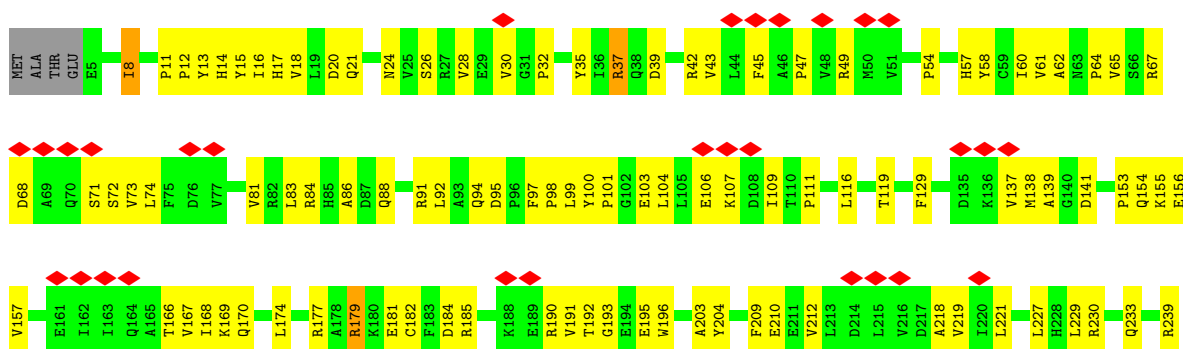 MET ALA THR GLU E5 I8 P11 P12 Y13 H14 Y15 I16 H17 V18 L19 D20 Q21 N24 V25 S26 R27 V28 E29 V30 G31 P32 Y35 I36 R37 Q38 D39 R42 V43 L44 F45 A46 P47 V48 R49 M50 V51 P54 H57 Y58 C59 I60 V61 A62 N63 P64 V65 S66 R67
D68 A69 Q70 S71 S72 V73 L74 F75 D76 V77 V81 R82 L83 R84 H85 A86 D87 Q88 R91 L92 A93 Q94 D95 P96 F97 P98 L99 Y100 P101 G102 E103 L104 L105 E106 K107 D108 I109 T110 P111 L116 T119 F129 D135 K136 V137 M138 A139 G140 D141 P153 Q154 K155 E156
V157 E161 I162 I163 Q164 A165 T166 V167 I168 K169 Q170 L174 R177 A178 R179 K180 E181 C182 F183 D184 R185 K188 E189 R190 V191 T192 G193 E194 E195 W196 A203 Y204 F209 E210 E211 V212 L213 D214 L215 V216 D217 A218 V219 I220 L221 L227 H228 L229 R230 Q233 R239